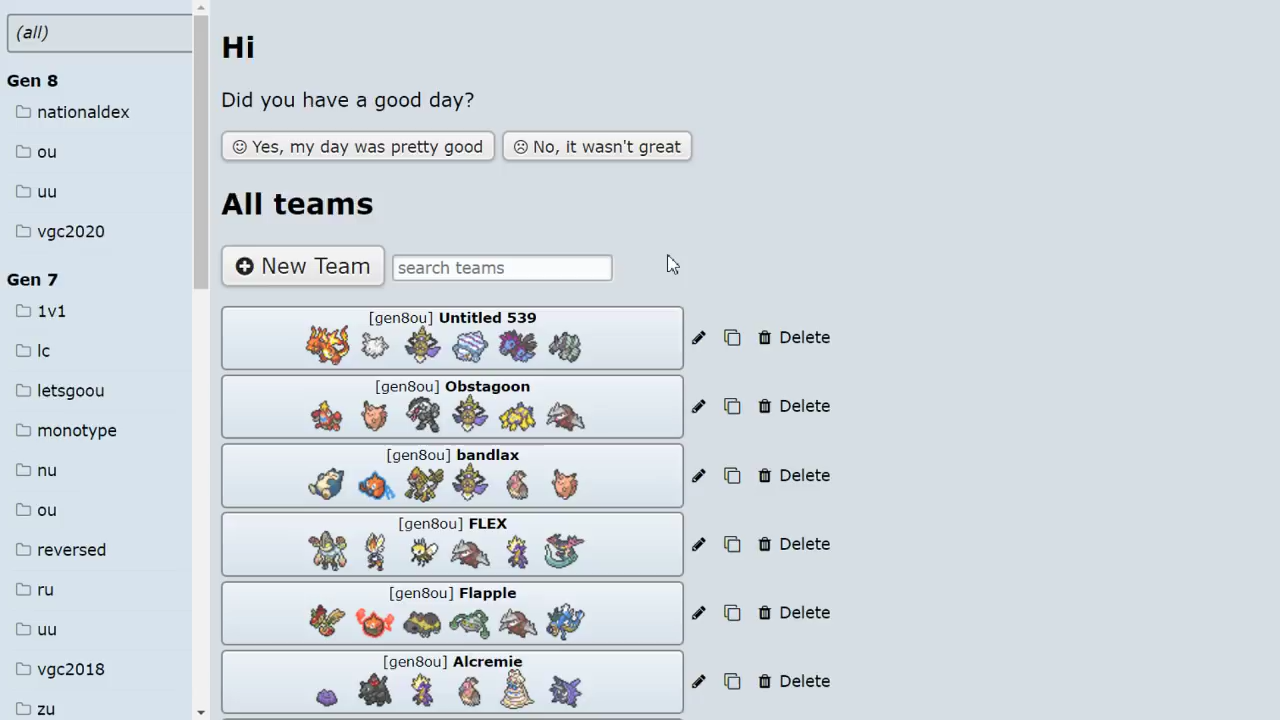 (all)
Gen 8
nationaldex
ou
uu
vgc2020
Gen 7
1v1
lc
letsgoou
monotype
nu
ou
reversed
ru
uu
vgc2018
zu
Hi
Did you have a good day?
Yes, my day was pretty good
No, it wasn't great
All teams
New Team
search teams
[gen8ou] Untitled 539
Delete
[gen8ou] Obstagoon
Delete
[gen8ou] bandlax
Delete
[gen8ou] FLEX
Delete
[gen8ou] Flapple
Delete
[gen8ou] Alcremie
Delete